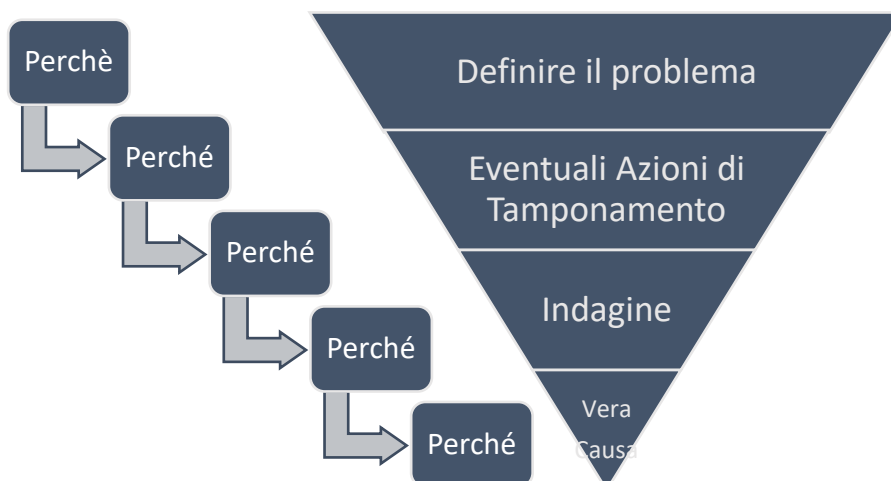 Perchè
Perché
Perché
Perché
Perché
Definire il problema
Eventuali Azioni di
Tamponamento
Indagine
Vera
Causa